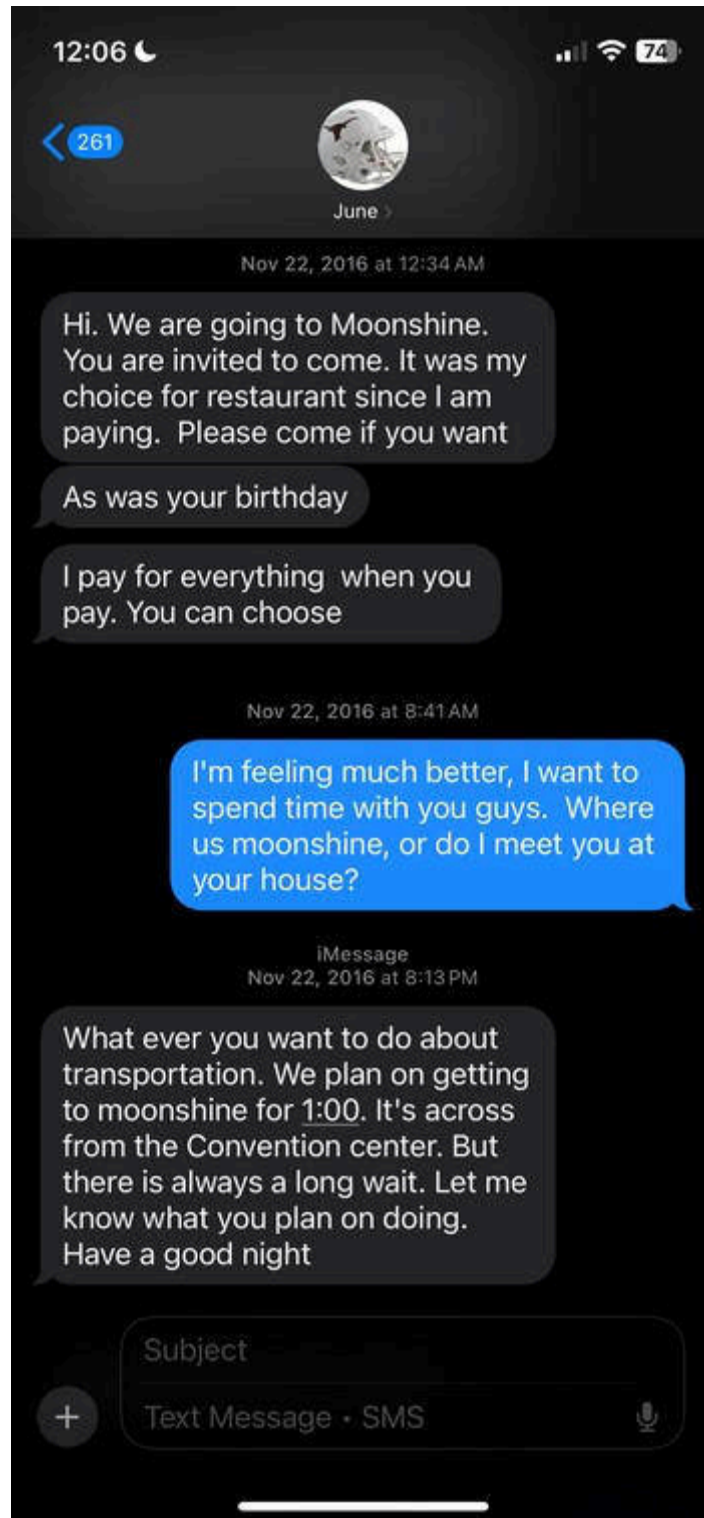 12:06
74
261
June
Nov 22, 2016 at 12:34 AM
Hi. We are going to Moonshine.
You are invited to come. It was my
choice for restaurant since I am
paying.  Please come if you want
As was your birthday
I pay for everything  when you
pay. You can choose
Nov 22, 2016 at 8:41 AM
I'm feeling much better, I want to
spend time with you guys.  Where
us moonshine, or do I meet you at
your house?
iMessage
Nov 22, 2016 at 8:13 PM
What ever you want to do about
transportation. We plan on getting
to moonshine for 1:00. It's across
from the Convention center. But
there is always a long wait. Let me
know what you plan on doing.
Have a good night
Subject
Text Message • SMS